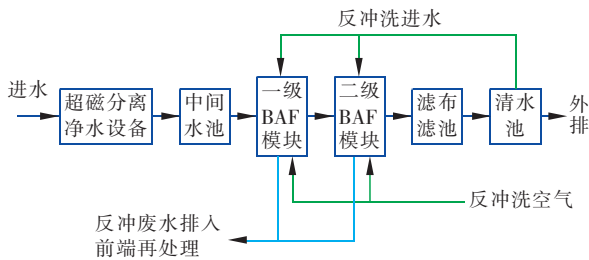 反冲洗进水
进水
超磁分离
净水设备
中间
水池
一级
BAF
模块
二级
BAF
模块
滤布
滤池
清水
池
外
排
反冲洗空气
反冲废水排入
前端再处理